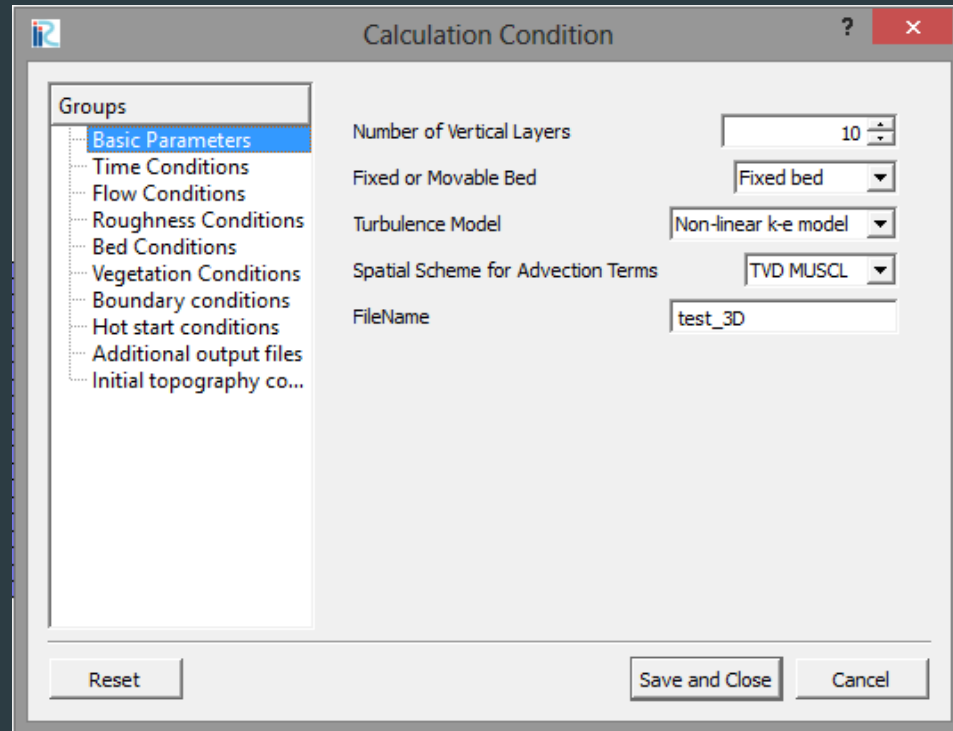 iRIC
Calculation Condition ?
Groups
Basic Parameters
Time Conditions
Flow Conditions
Roughness Conditions
Bed Conditions
Vegetation Conditions
Boundary conditions
Hot start conditions
Additional output files
Initial topography co...
Number of Vertical Layers 10
Fixed or Movable Bed Fixed bed
Turbulence Model Non-linear k-e model
Spatial Scheme for Advection Terms TVD MUSCL
FileName test_3D
Reset Save and Close Cancel